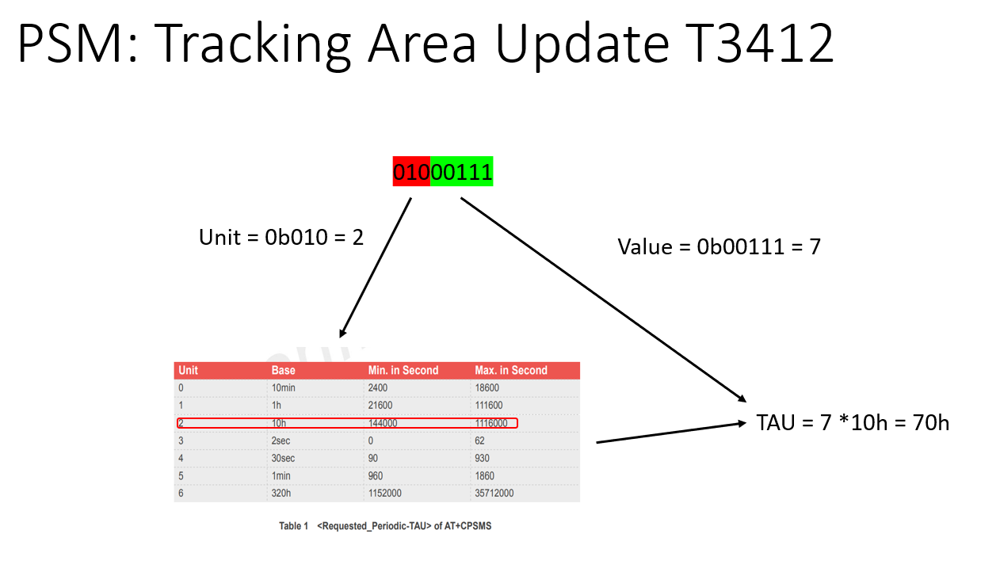 PSM: Tracking Area Update T3412
01000111
Unit = 0b010 = 2
Value = 0b00111 = 7
Unit Base Min. in Second Max. in Second
0 10min 2400 18600
1 1h 21600 111600
2 10h 144000 1116000
3 2sec 0 62
4 30sec 90 930
5 1min 960 1860
6 320h 1152000 35712000
TAU = 7 *10h = 70h
Table 1 <Requested_Periodic-TAU> of AT+CPSMS